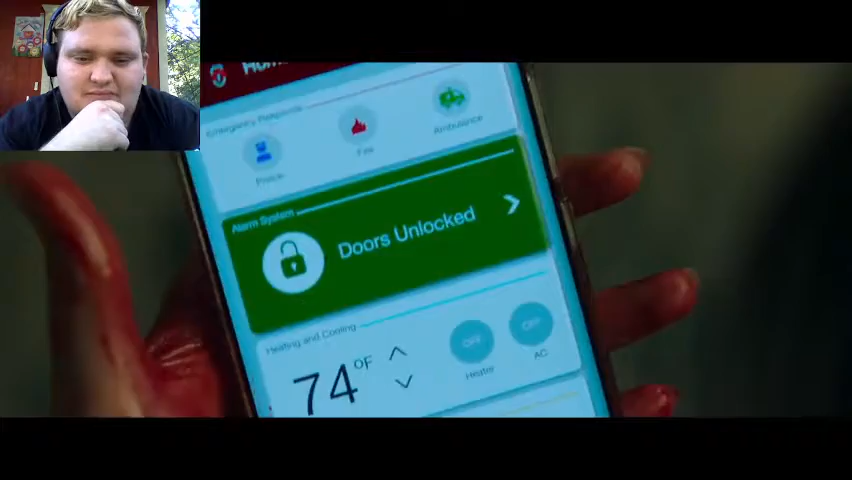 Emergency Response
Police
Fire
Ambulance
Alarm System
Doors Unlocked
Heating and Cooling
74 °F
OFF
OFF
Heater
AC